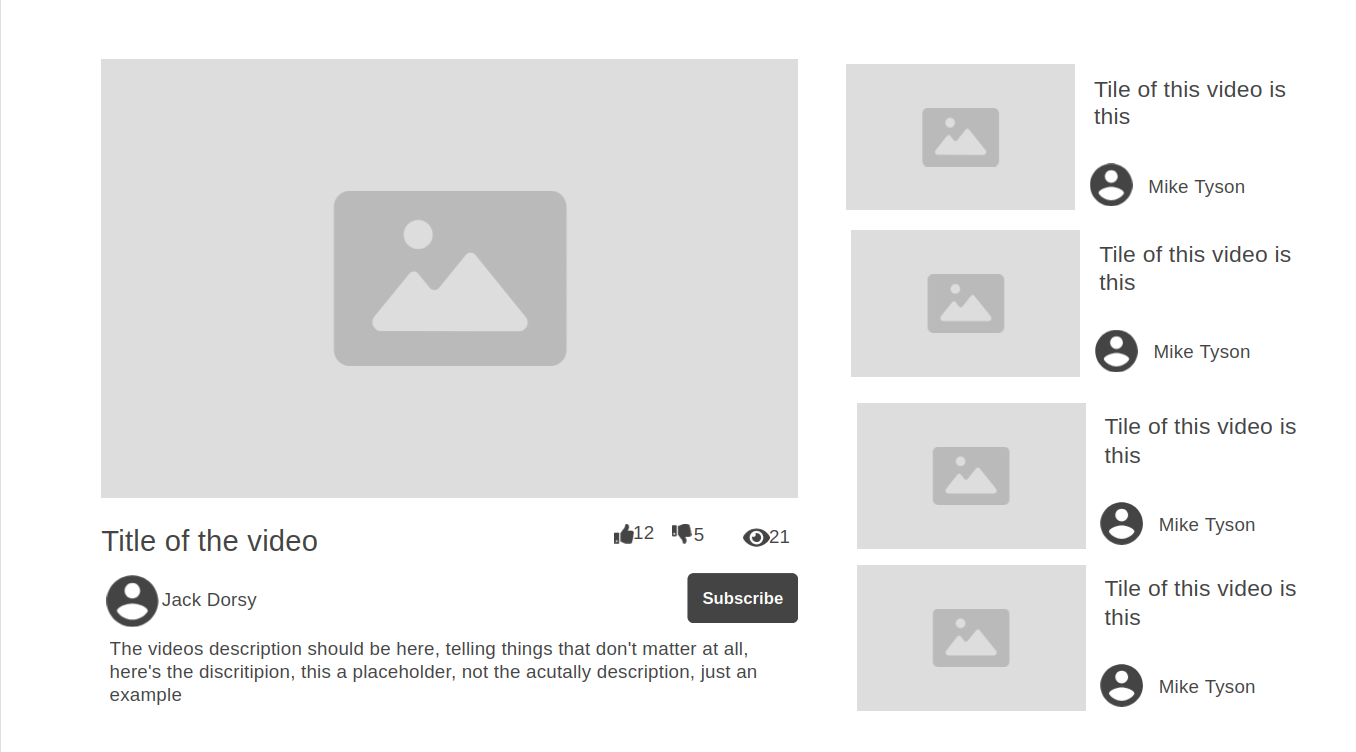 Title of the video
12
5
21
Jack Dorsy
Subscribe
The videos description should be here, telling things that don't matter at all,
here's the discritipion, this a placeholder, not the acutally description, just an
example
Tile of this video is
this
Mike Tyson
Tile of this video is
this
Mike Tyson
Tile of this video is
this
Mike Tyson
Tile of this video is
this
Mike Tyson